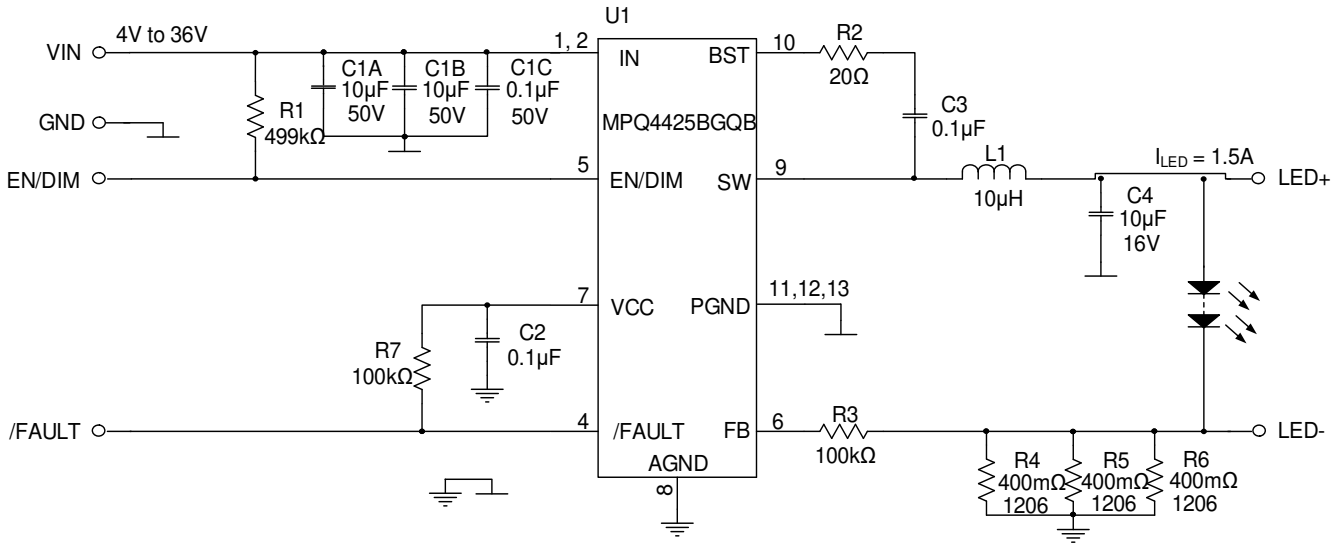 U1
VIN
4V to 36V
1, 2
IN
BST
10
R2
20Ω
C1A
10µF
50V
C1B
10µF
50V
C1C
0.1µF
50V
R1
499kΩ
GND
MPQ4425BGQB
C3
0.1µF
EN/DIM
5
EN/DIM
SW
9
L1
10µH
ILED = 1.5A
LED+
C4
10µF
16V
7
VCC
PGND
11,12,13
C2
0.1µF
R7
100kΩ
/FAULT
4
/FAULT
FB
6
R3
100kΩ
LED-
AGND
8
R4
400mΩ
1206
R5
400mΩ
1206
R6
400mΩ
1206